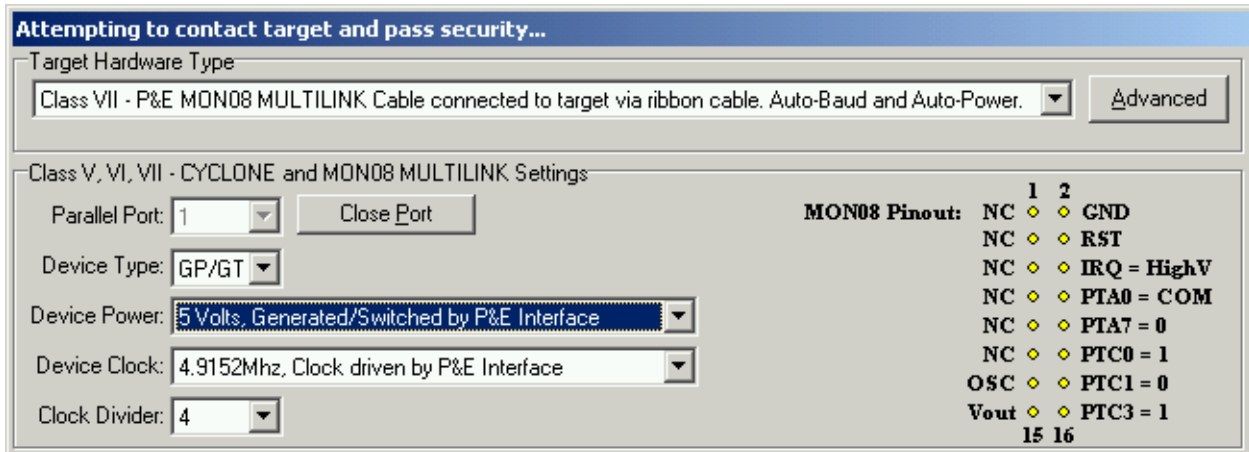 Attempting to contact target and pass security...
Target Hardware Type
Class VII - P&E MON08 MULTILINK Cable connected to target via ribbon cable. Auto-Baud and Auto-Power.
Advanced
Class V, VI, VII - CYCLONE and MON08 MULTILINK Settings
Parallel Port: 1 Close Port
Device Type: GP/GT
Device Power: 5 Volts, Generated/Switched by P&E Interface
Device Clock: 4.9152Mhz, Clock driven by P&E Interface
Clock Divider: 4
1 2
MON08 Pinout: NC GND
NC RST
NC IRQ = HighV
NC PTA0 = COM
NC PTA7 = 0
NC PTC0 = 1
OSC PTC1 = 0
Vout PTC3 = 1
15 16